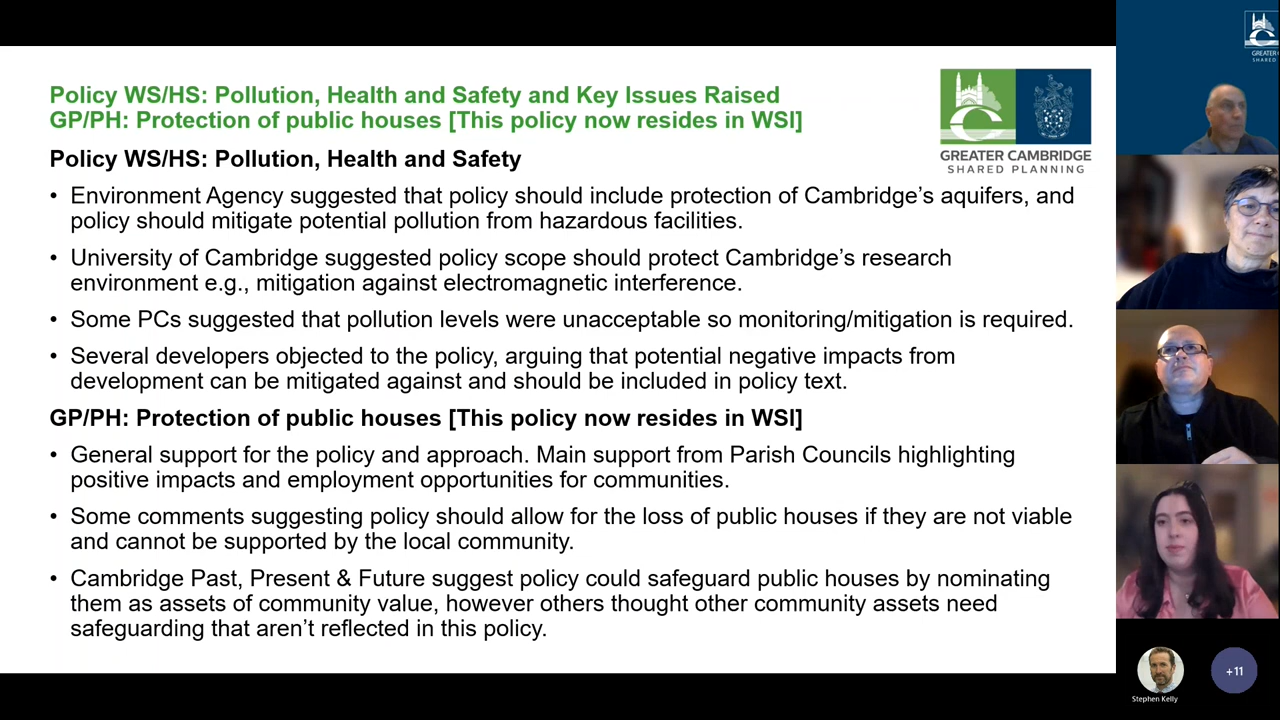 Policy WS/HS: Pollution, Health and Safety and Key Issues Raised
GP/PH: Protection of public houses [This policy now resides in WSI]
GREATER CAMBRIDGE
SHARED PLANNING
Policy WS/HS: Pollution, Health and Safety
• Environment Agency suggested that policy should include protection of Cambridge’s aquifers, and
policy should mitigate potential pollution from hazardous facilities.
• University of Cambridge suggested policy scope should protect Cambridge’s research
environment e.g., mitigation against electromagnetic interference.
• Some PCs suggested that pollution levels were unacceptable so monitoring/mitigation is required.
• Several developers objected to the policy, arguing that potential negative impacts from
development can be mitigated against and should be included in policy text.
GP/PH: Protection of public houses [This policy now resides in WSI]
• General support for the policy and approach. Main support from Parish Councils highlighting
positive impacts and employment opportunities for communities.
• Some comments suggesting policy should allow for the loss of public houses if they are not viable
and cannot be supported by the local community.
• Cambridge Past, Present & Future suggest policy could safeguard public houses by nominating
them as assets of community value, however others thought other community assets need
safeguarding that aren’t reflected in this policy.
GREATER
SHARED
Stephen Kelly
+11